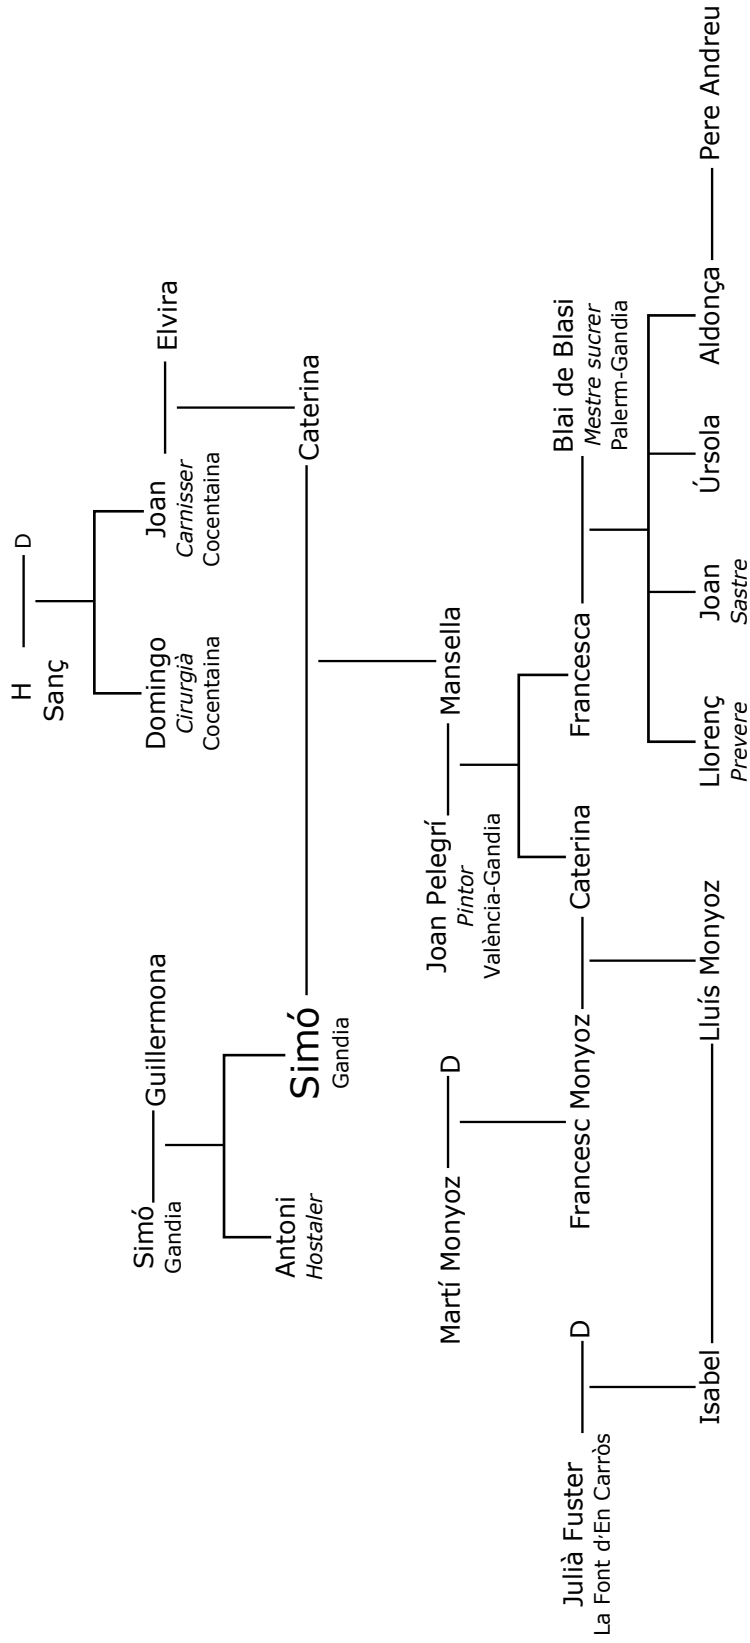 H
Sanç
D
Domingo
Cirurgià
Cocentaina
Joan
Carnisser
Cocentaina
Elvira
Simó
Gandia
Guillermona
Antoni
Hostaler
Simó
Gandia
Caterina
Martí Monyoz
D
Joan Pelegrí
Pintor
València-Gandia
Mansella
Julià Fuster
La Font d'En Carròs
D
Francesc Monyoz
Caterina
Francesca
Blai de Blasi
Mestre sucrer
Palerm-Gandia
Isabel
Lluís Monyoz
Llorenç
Prevere
Joan
Sastre
Úrsola
Aldonça
Pere Andreu